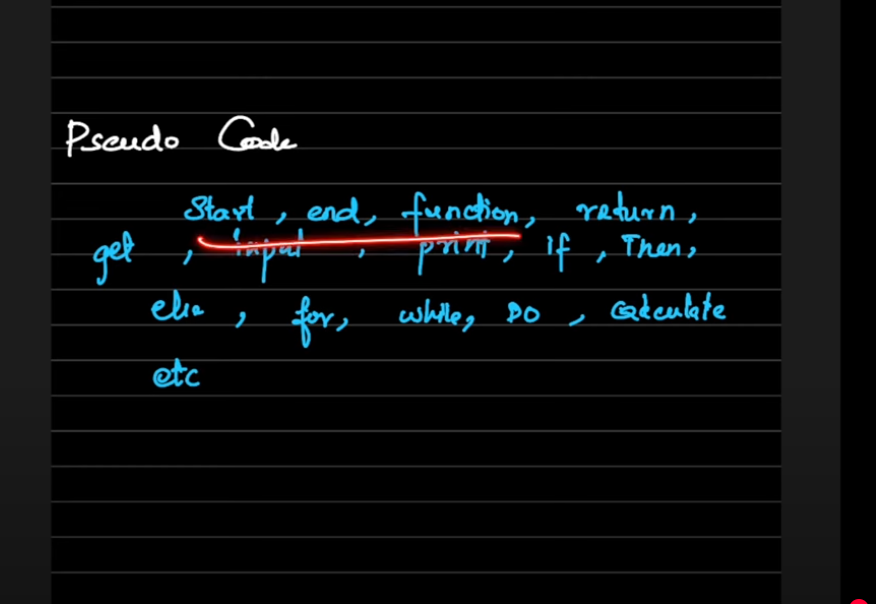 Pseudo Code
Start, end, function, return,
get, input, print, if, Then,
else, for, while, DO, Calculate
etc